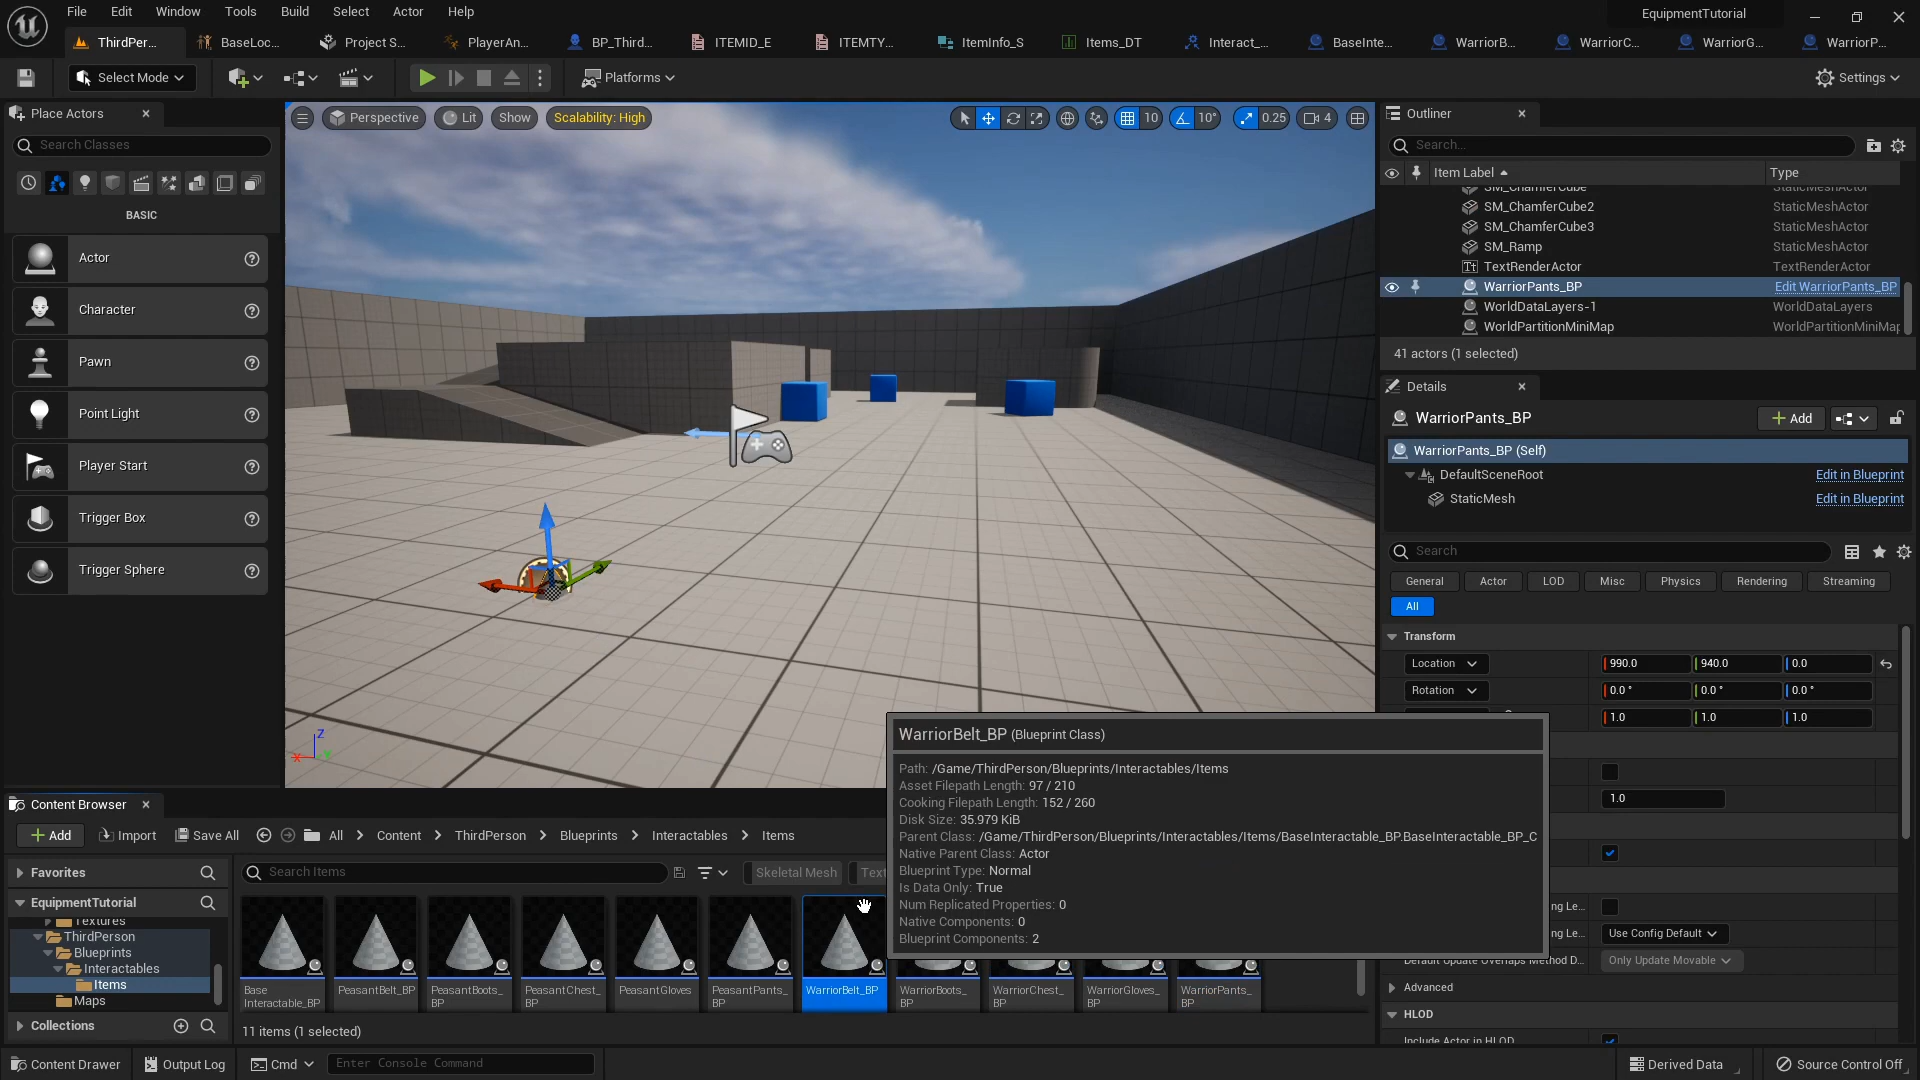 File Edit Window Tools Build Select Actor Help
EquipmentTutorial
ThirdPer... BaseLoc... Project S... PlayerAn... BP_Third... ITEMID_E ITEMTY... ItemInfo_S Items_DT Interact_... BaseInte... WarriorB... WarriorC... WarriorG... WarriorP...
Select Mode Platforms Settings
Place Actors
Search Classes
BASIC
Actor
Character
Pawn
Point Light
Player Start
Trigger Box
Trigger Sphere
Perspective Lit Show Scalability: High 10 10° 0.25 4
Z
Outliner
Search...
Item Label Type
SM_ChamferCube StaticMeshActor
SM_ChamferCube2 StaticMeshActor
SM_ChamferCube3 StaticMeshActor
SM_Ramp StaticMeshActor
TextRenderActor TextRenderActor
WarriorPants_BP Edit WarriorPants_BP
WorldDataLayers-1 WorldDataLayers
WorldPartitionMiniMap WorldPartitionMiniMap
41 actors (1 selected)
Details
WarriorPants_BP Add
WarriorPants_BP (Self)
DefaultSceneRoot Edit in Blueprint
StaticMesh Edit in Blueprint
Search
General Actor LOD Misc Physics Rendering Streaming
All
Transform
Location 990.0 940.0 0.0
Rotation 0.0° 0.0° 0.0°
1.0 1.0 1.0
1.0
ng Le...
ng Le... Use Config Default
Default Update Overlaps Method D... Only Update Movable
Advanced
HLOD
Include Actor in HLOD
WarriorBelt_BP (Blueprint Class)
Path: /Game/ThirdPerson/Blueprints/Interactables/Items
Asset Filepath Length: 97 / 210
Cooking Filepath Length: 152 / 260
Disk Size: 35.979 KiB
Parent Class: /Game/ThirdPerson/Blueprints/Interactables/Items/BaseInteractable_BP.BaseInteractable_BP_C
Native Parent Class: Actor
Blueprint Type: Normal
Is Data Only: True
Num Replicated Properties: 0
Native Components: 0
Blueprint Components: 2
Content Browser
Add Import Save All All Content ThirdPerson Blueprints Interactables Items
Favorites
EquipmentTutorial
Textures
ThirdPerson
Blueprints
Interactables
Items
Maps
Collections
Search Items Skeletal Mesh Text
Base Interactable_BP
PeasantBelt_BP
PeasantBoots_BP
PeasantChest_BP
PeasantGloves
PeasantPants_BP
WarriorBelt_BP
WarriorBoots_BP
WarriorChest_BP
WarriorGloves_BP
WarriorPants_BP
11 items (1 selected)
Content Drawer Output Log Cmd Enter Console Command Derived Data Source Control Off